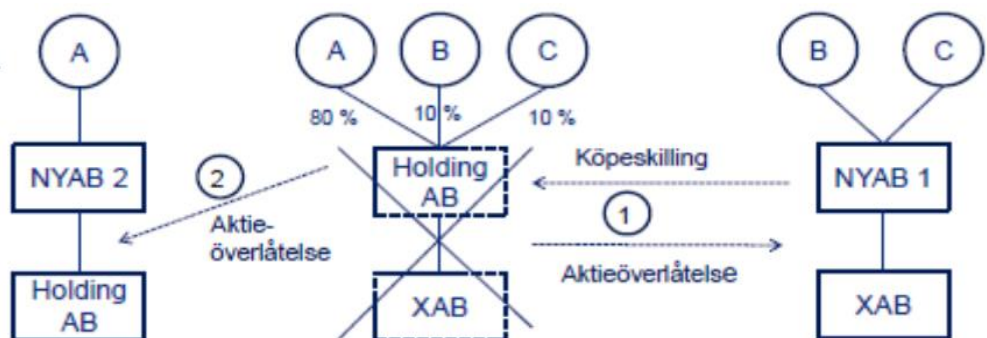 A
A
B
C
B
C
80 %
10 %
10 %
NYAB 2
2
Aktie-
överlåtelse
Holding
AB
Köpeskilling
1
Aktieöverlåtelse
NYAB 1
Holding
AB
XAB
XAB